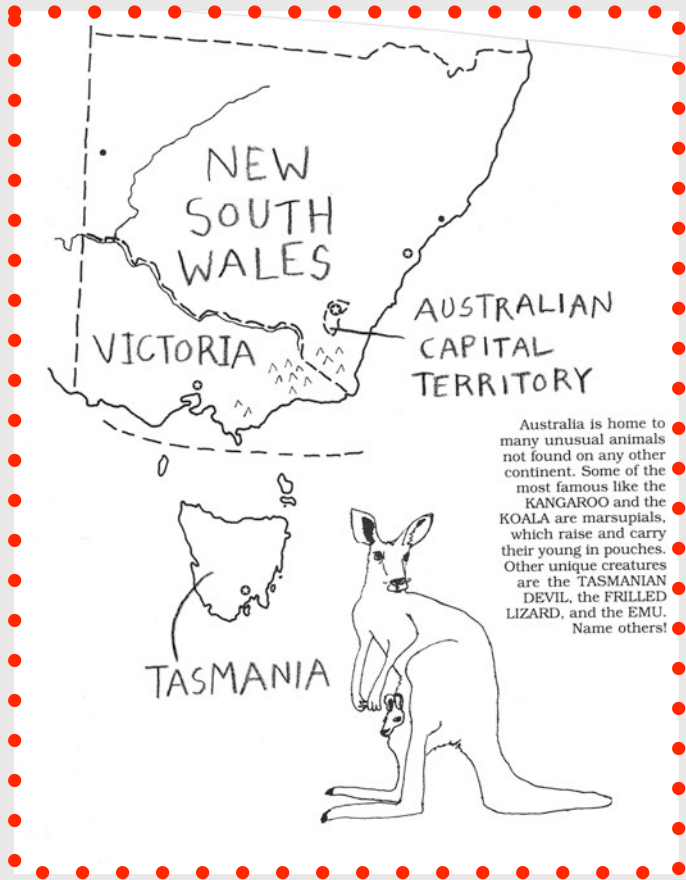 NEW
SOUTH
WALES
AUSTRALIAN
CAPITAL
TERRITORY
VICTORIA
Australia is home to
many unusual animals
not found on any other
continent. Some of the
most famous like the
KANGAROO and the
KOALA are marsupials,
which raise and carry
their young in pouches.
Other unique creatures
are the TASMANIAN
DEVIL, the FRILLED
LIZARD, and the EMU.
Name others!
TASMANIA